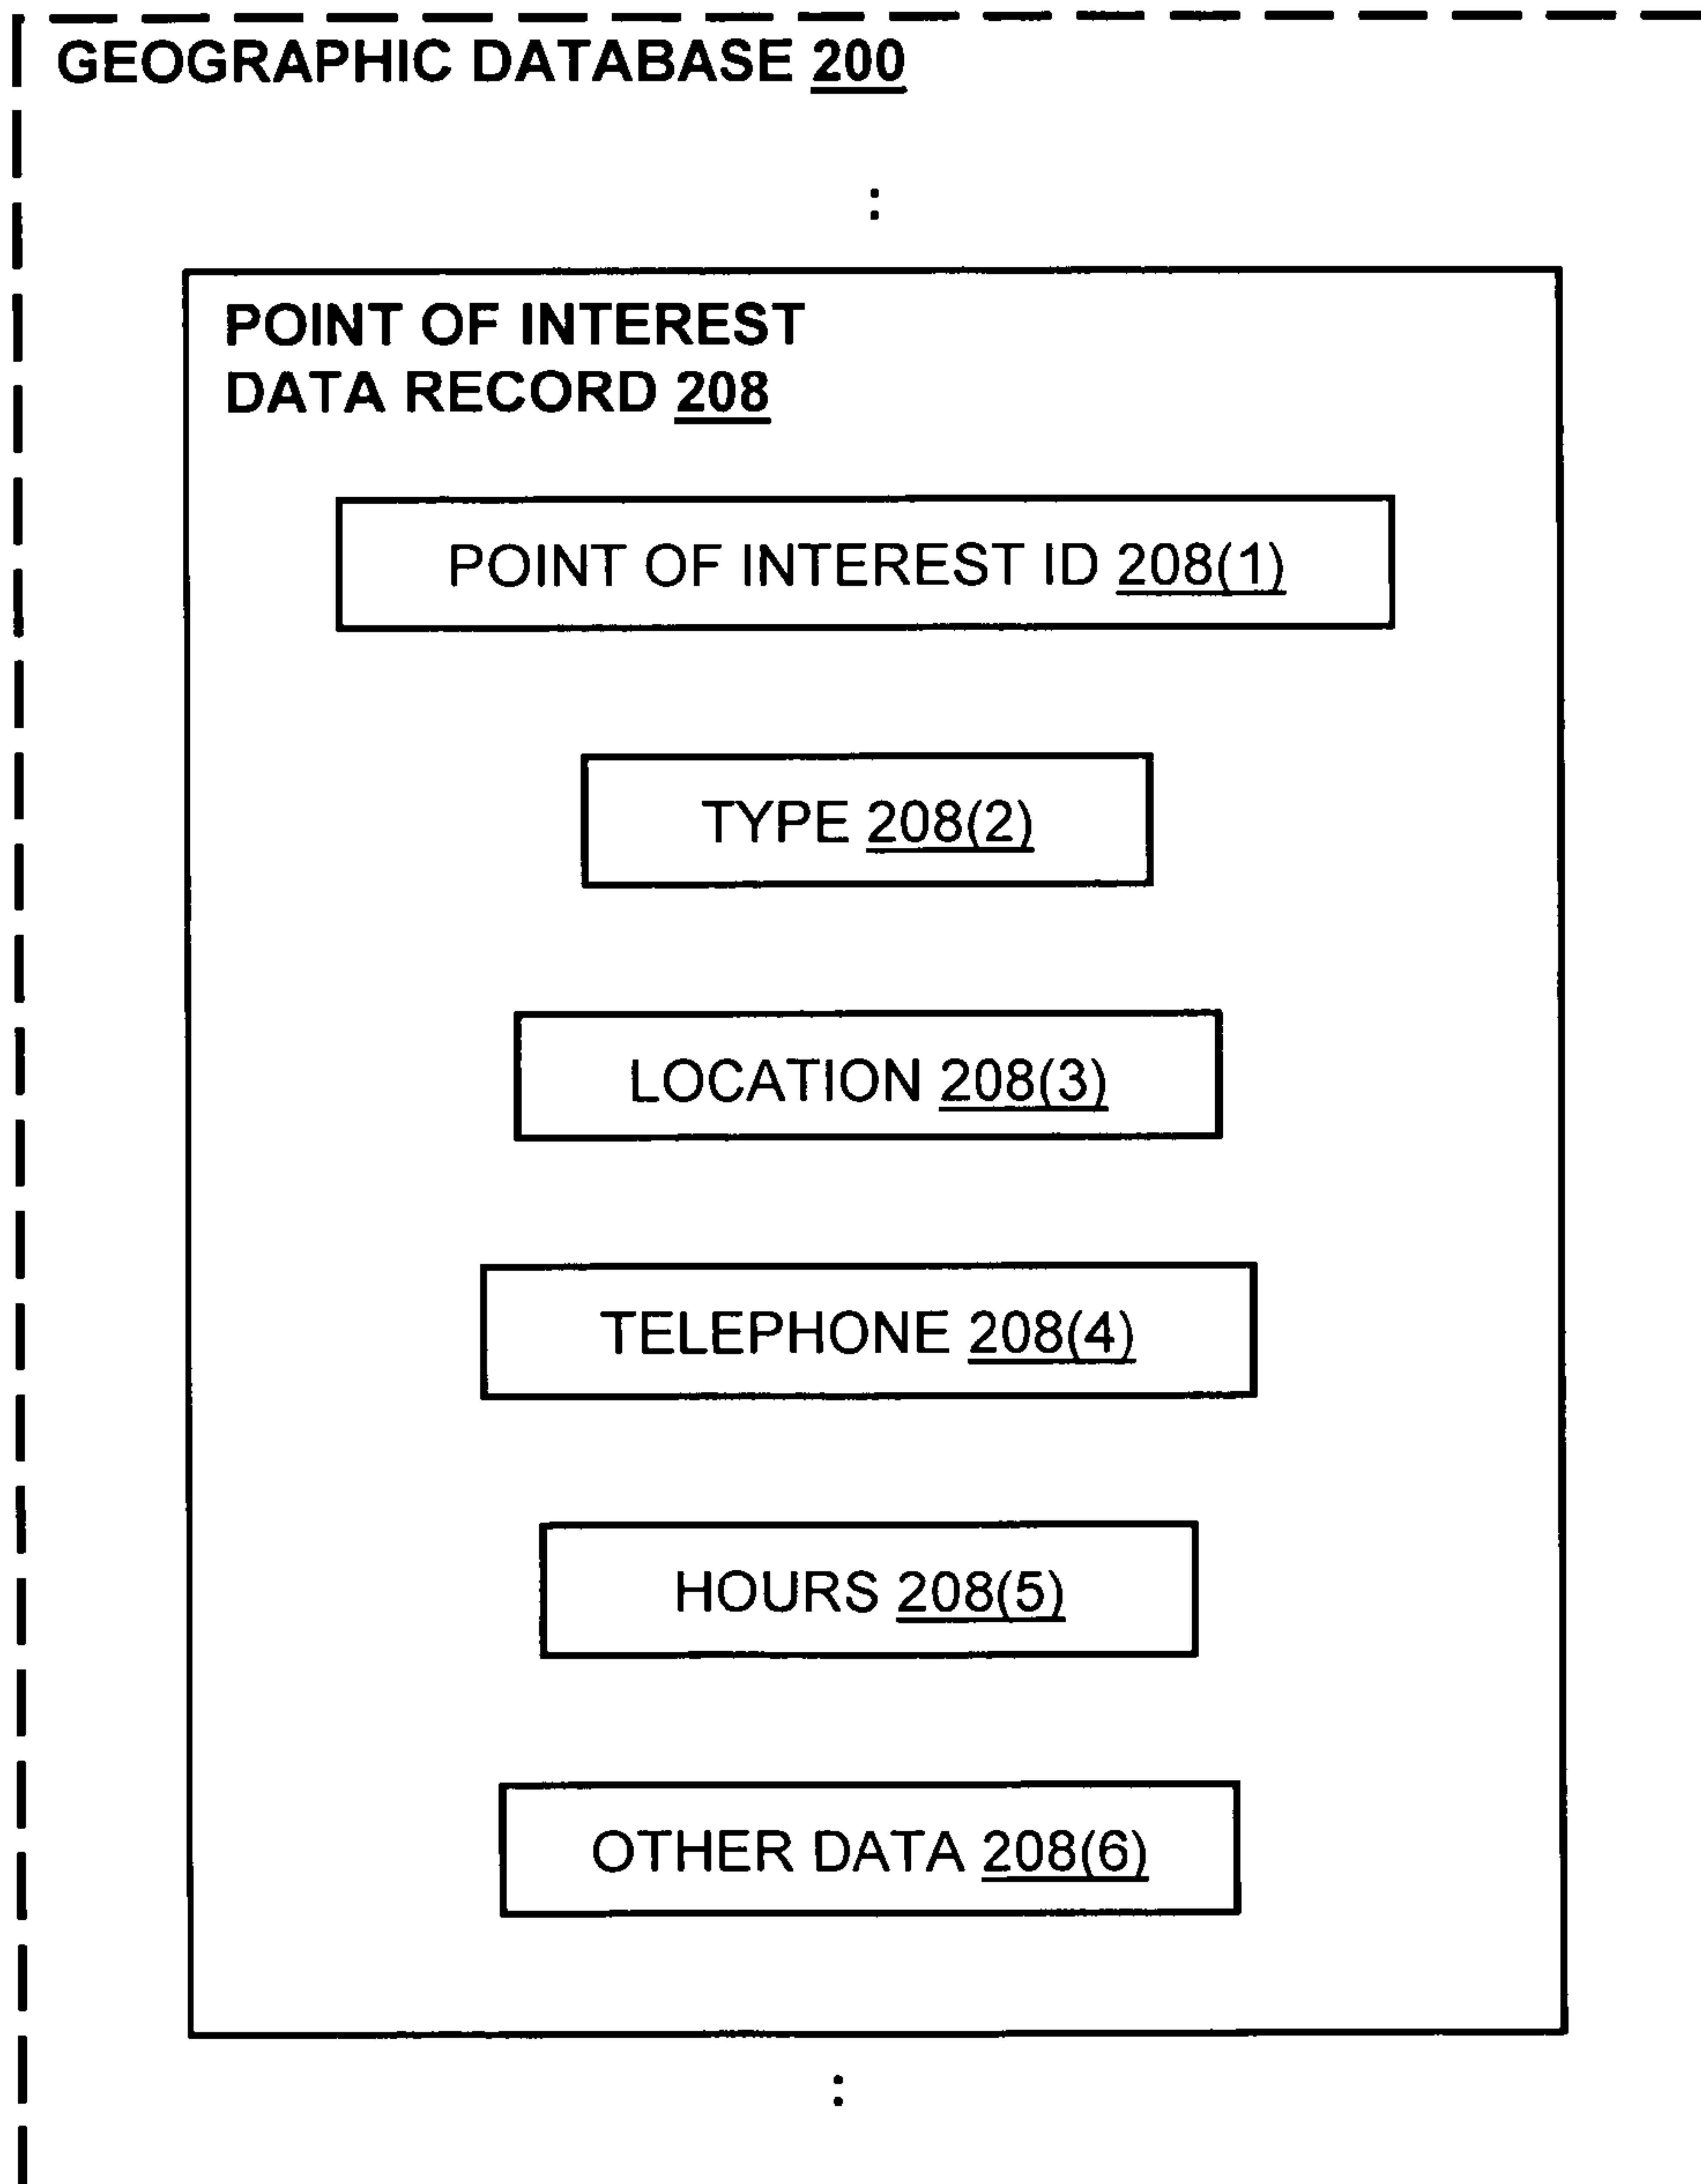 GEOGRAPHIC DATABASE 200
:
POINT OF INTEREST
DATA RECORD 208
POINT OF INTEREST ID 208(1)
TYPE 208(2)
LOCATION 208(3)
TELEPHONE 208(4)
HOURS 208(5)
OTHER DATA 208(6)
: